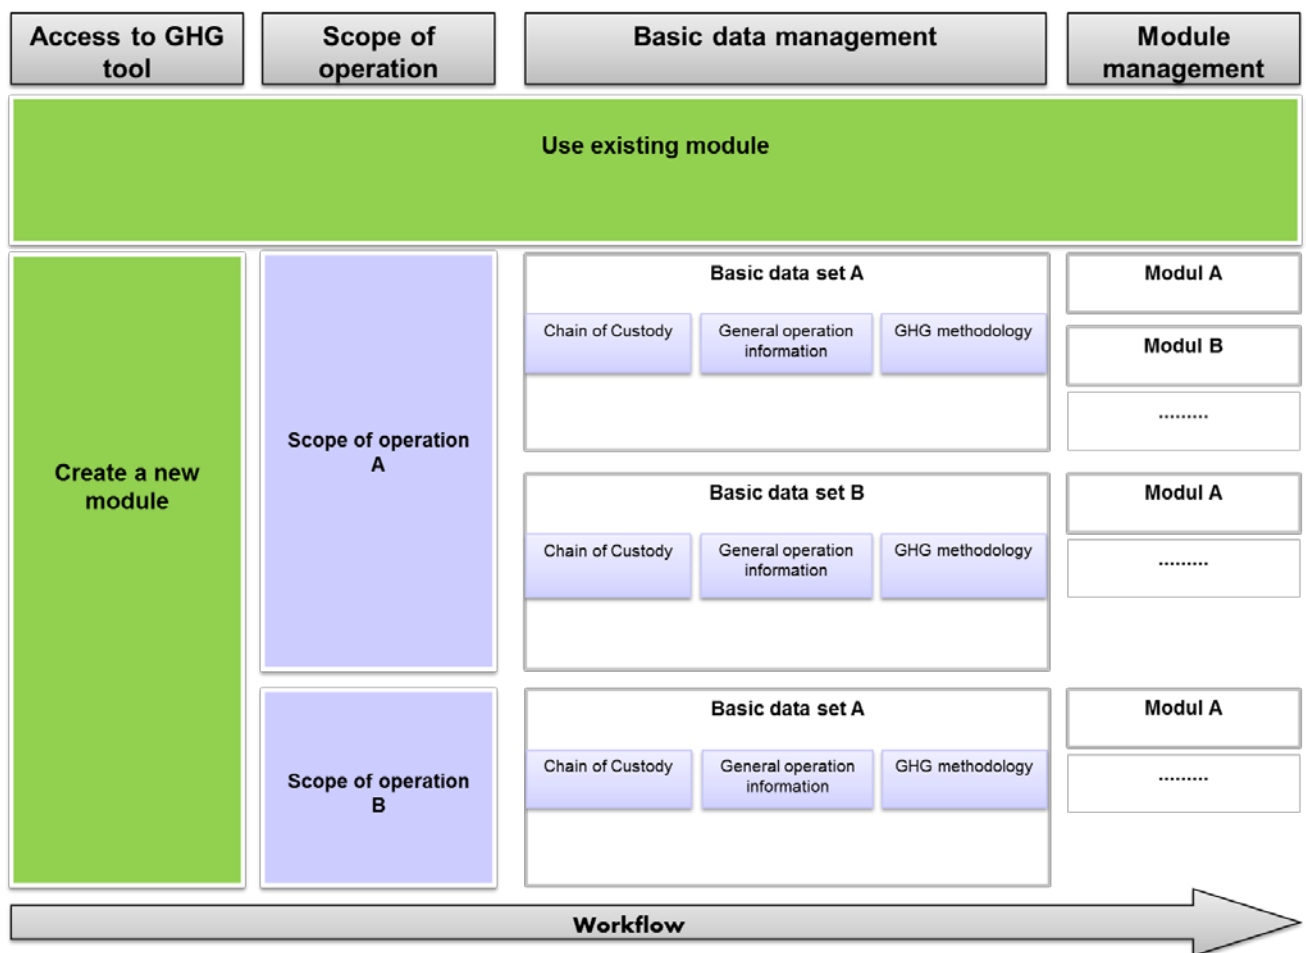 Access to GHG
tool
Scope of
operation
Basic data management
Module
management
Use existing module
Create a new
module
Scope of operation
A
Basic data set A
Chain of Custody
General operation
information
GHG methodology
Modul A
Modul B
.........
Basic data set B
Chain of Custody
General operation
information
GHG methodology
Modul A
.........
Scope of operation
B
Basic data set A
Chain of Custody
General operation
information
GHG methodology
Modul A
.........
Workflow